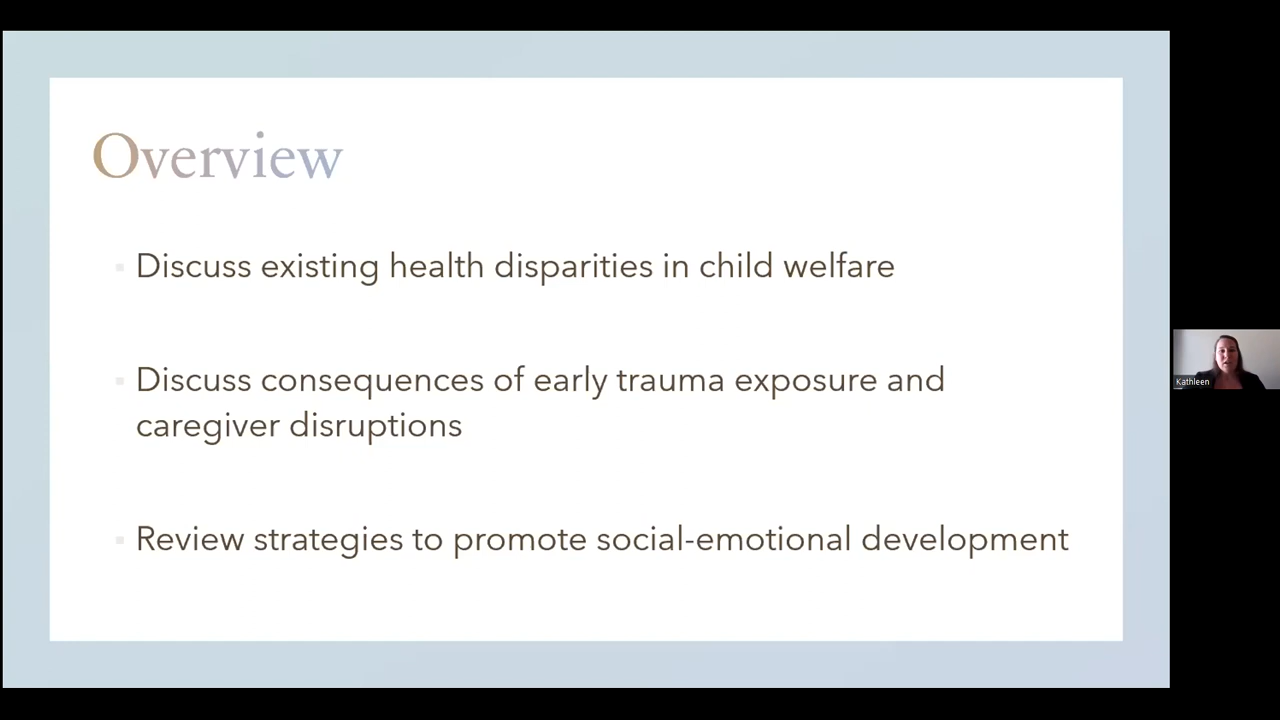 Overview
Discuss existing health disparities in child welfare
Discuss consequences of early trauma exposure and
caregiver disruptions
Review strategies to promote social-emotional development
Kathleen